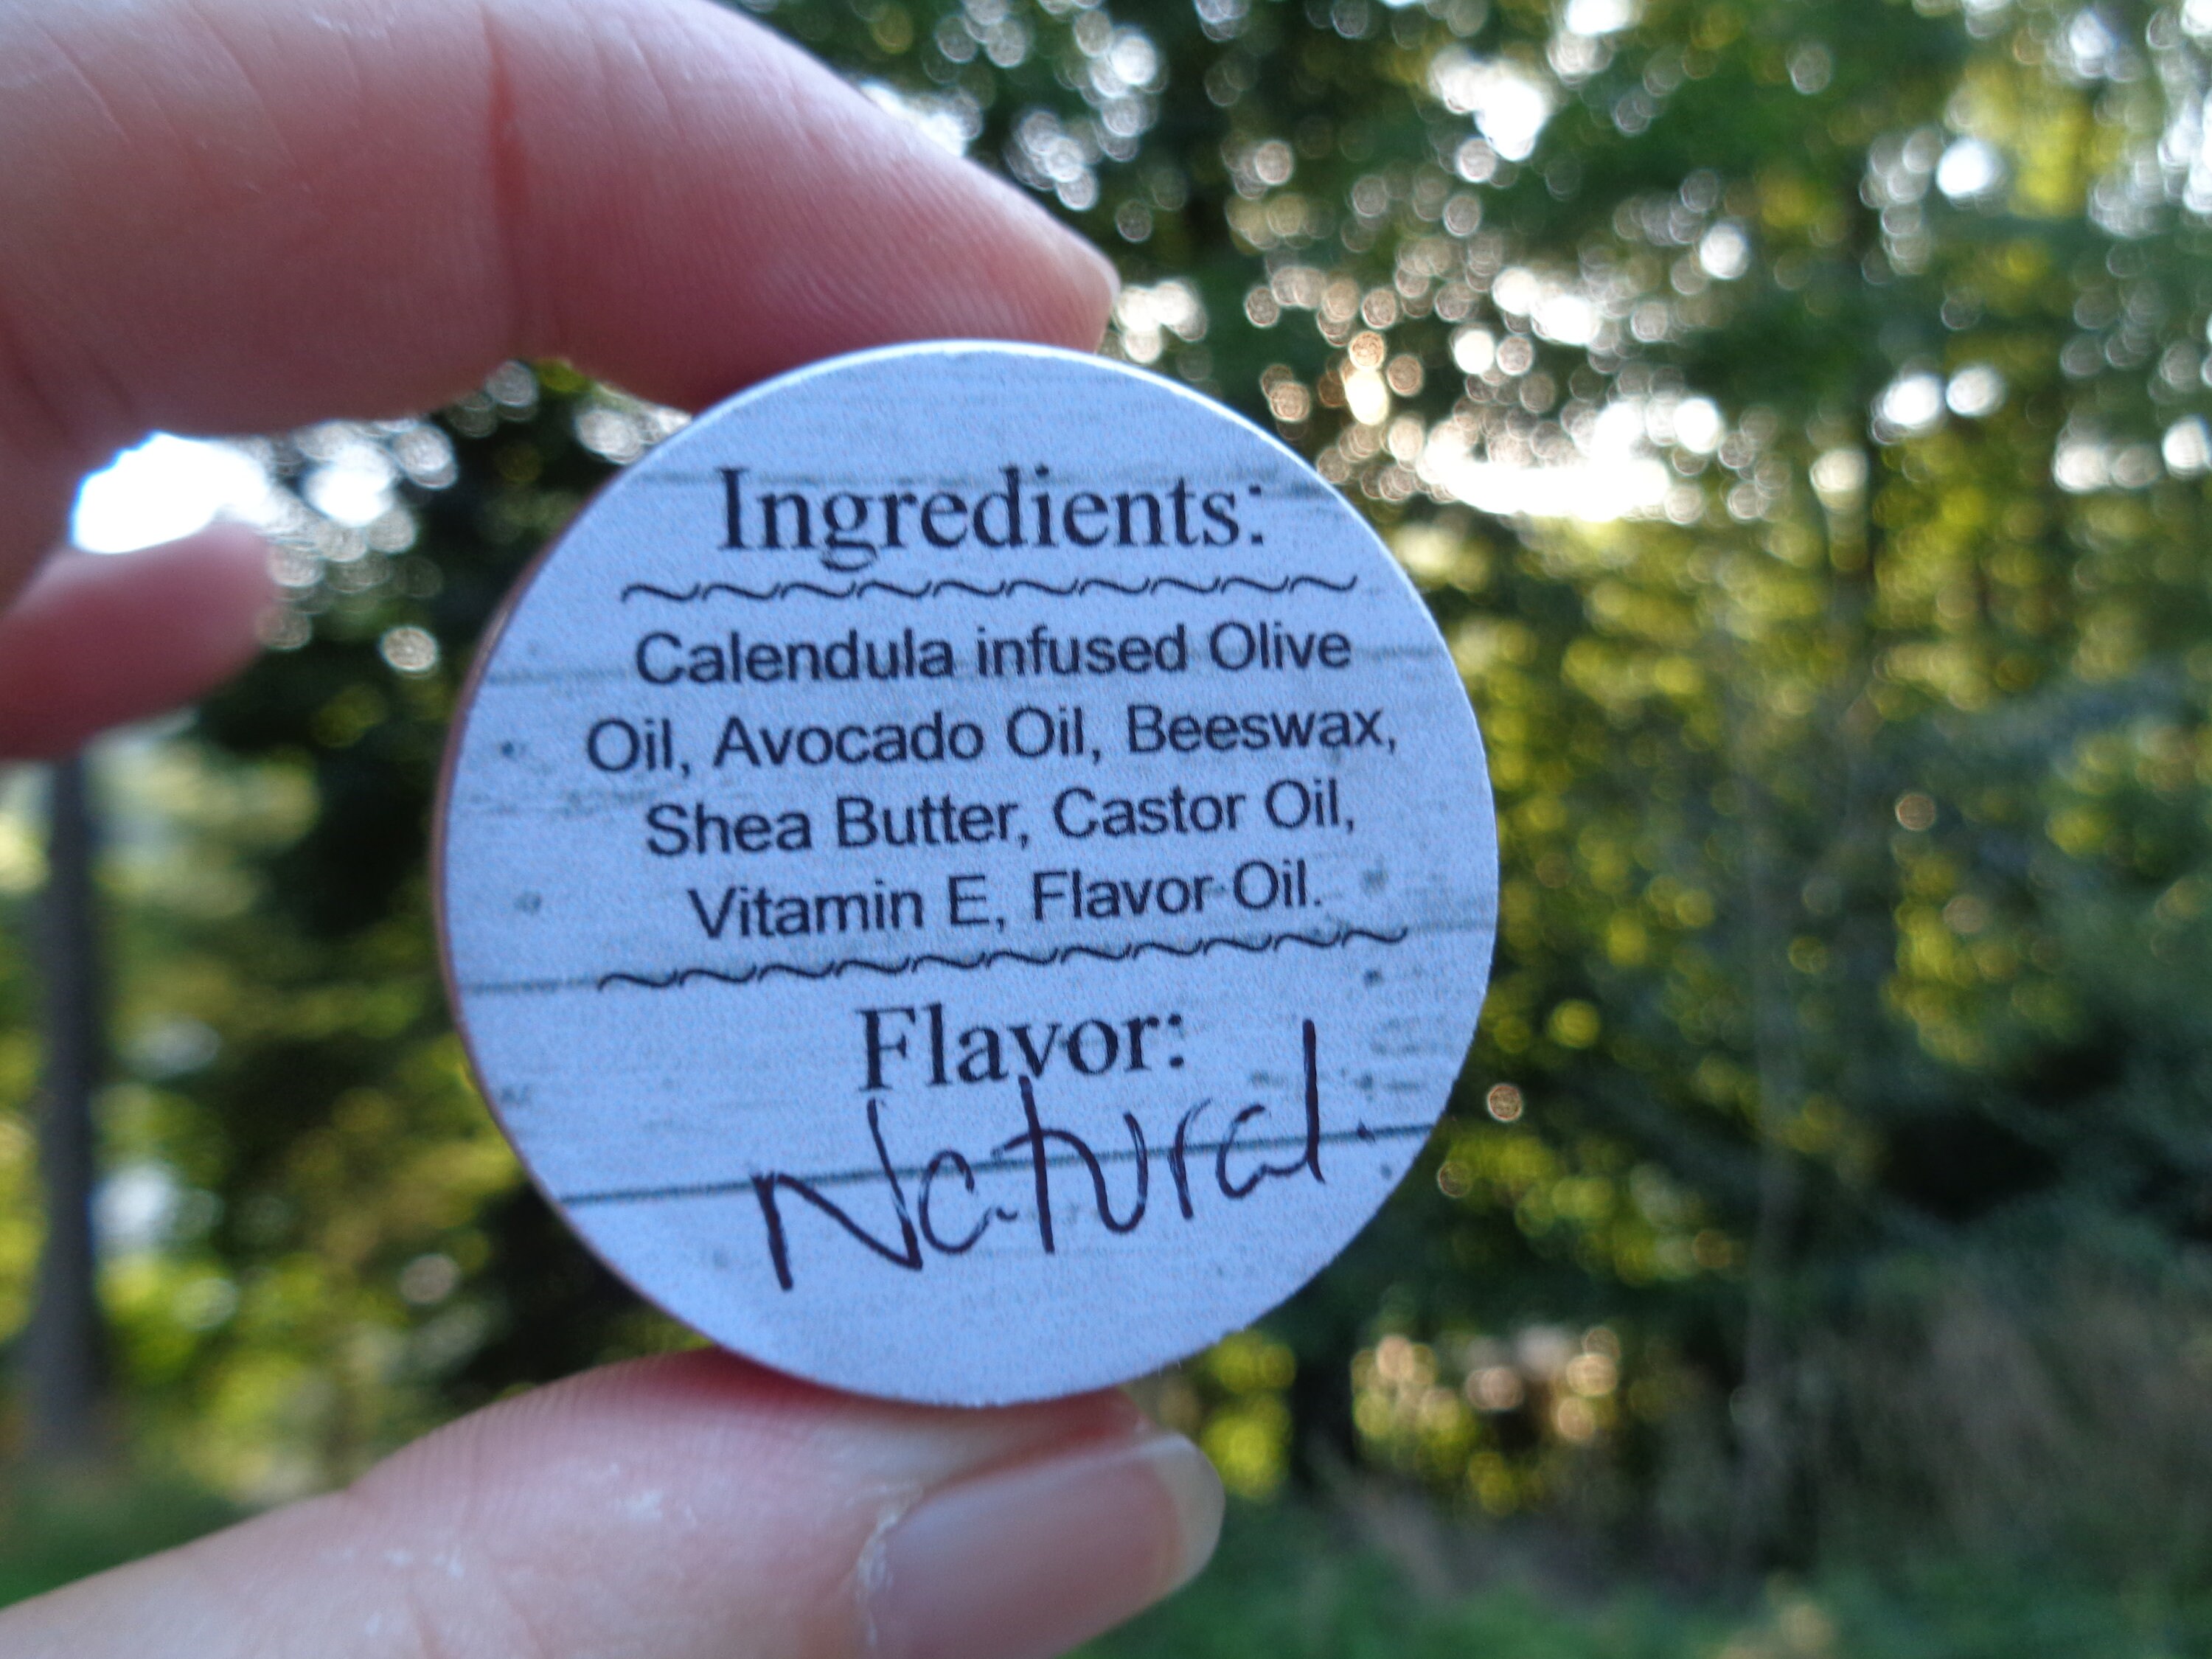 Ingredients:
Calendula infused Olive
Oil, Avocado Oil, Beeswax,
Shea Butter, Castor Oil,
Vitamin E, Flavor Oil.
Flavor:
Natural